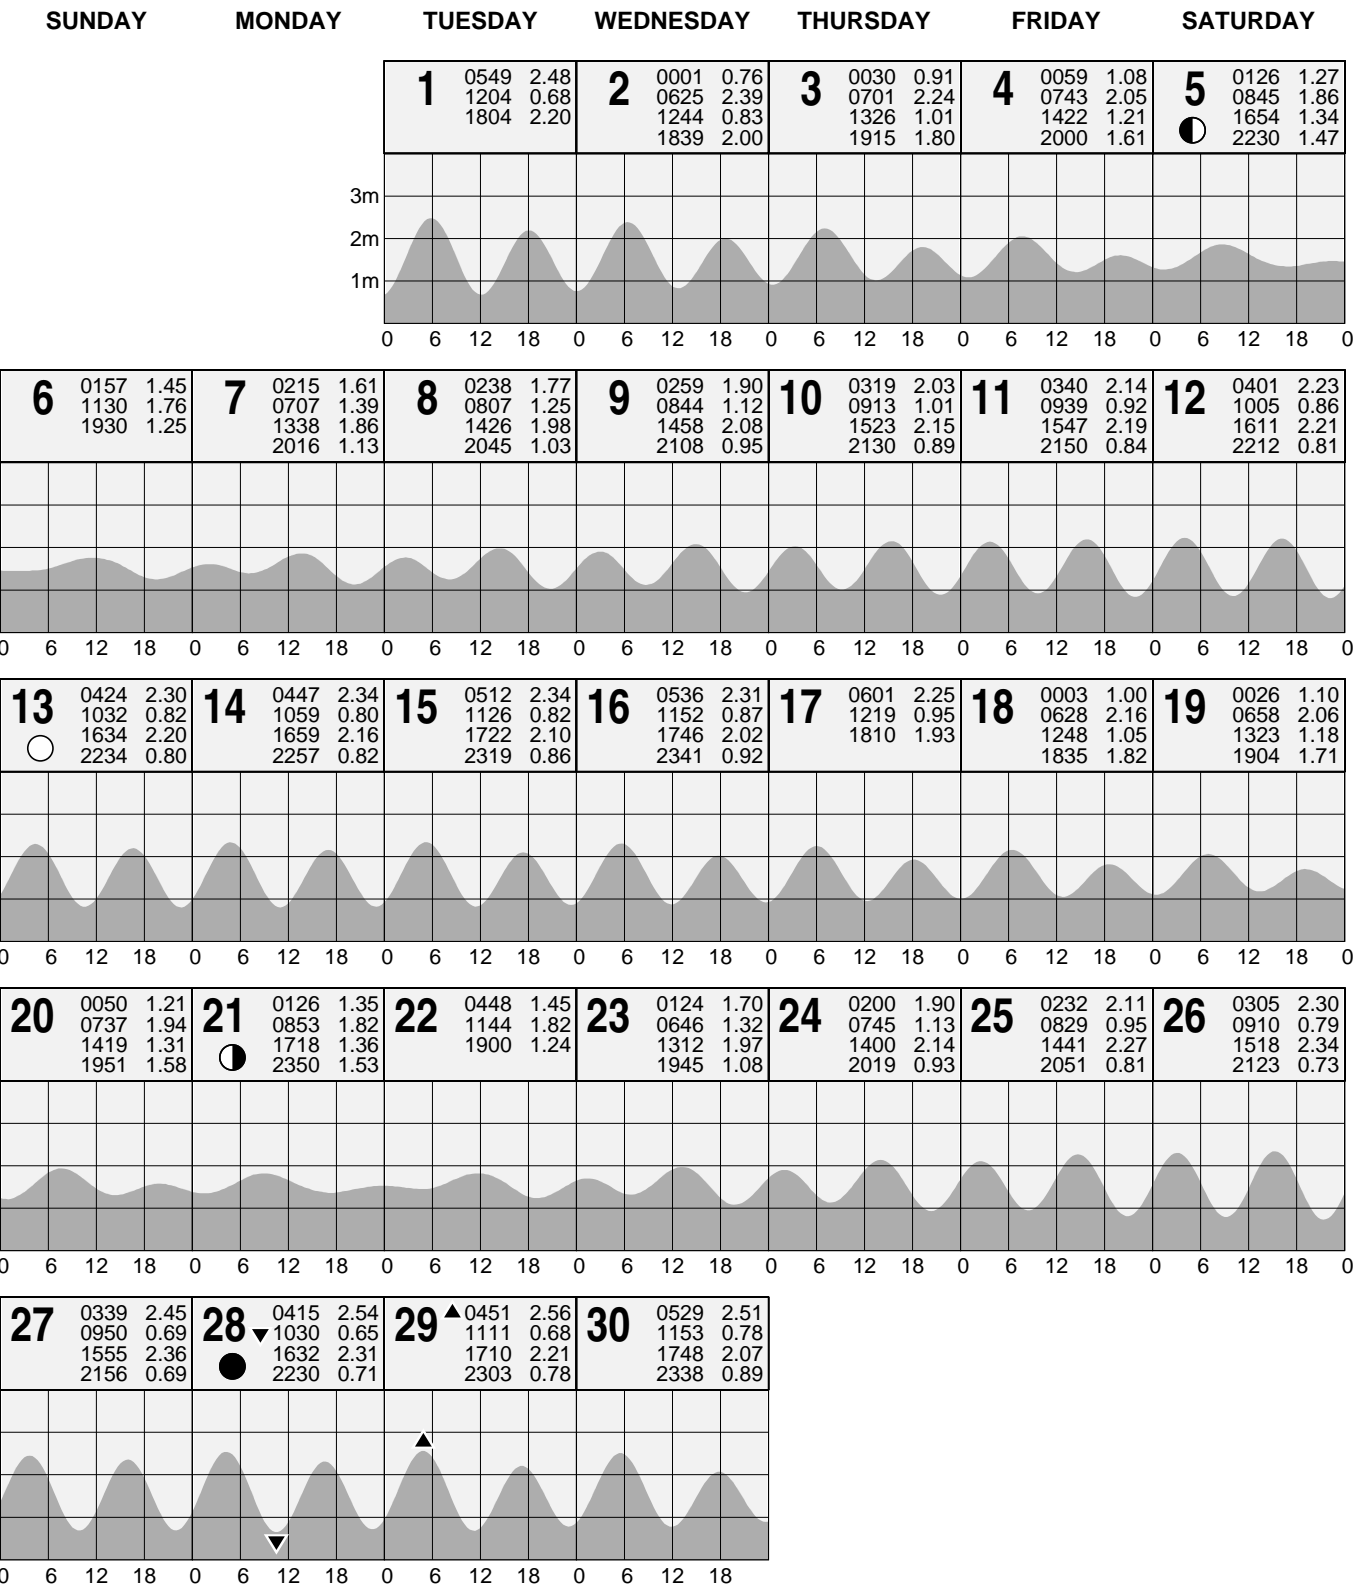 SUNDAY MONDAY TUESDAY WEDNESDAY THURSDAY FRIDAY SATURDAY
1 0549 2.48 2 0001 0.76 3 0030 0.91 4 0059 1.08 5 0126 1.27
1204 0.68 0625 2.39 0701 2.24 0743 2.05 0845 1.86
1804 2.20 1244 0.83 1326 1.01 1422 1.21 1654 1.34
1839 2.00 1915 1.80 2000 1.61 2230 1.47
3m
2m
1m
0 6 12 18 0 6 12 18 0 6 12 18 0 6 12 18 0 6 12 18 0
6 0157 1.45 7 0215 1.61 8 0238 1.77 9 0259 1.90 10 0319 2.03 11 0340 2.14 12 0401 2.23
1130 1.76 0707 1.39 0807 1.25 0844 1.12 0913 1.01 0939 0.92 1005 0.86
1930 1.25 1338 1.86 1426 1.98 1458 2.08 1523 2.15 1547 2.19 1611 2.21
2016 1.13 2045 1.03 2108 0.95 2130 0.89 2150 0.84 2212 0.81
0 6 12 18 0 6 12 18 0 6 12 18 0 6 12 18 0 6 12 18 0 6 12 18 0 6 12 18 0
13 0424 2.30 14 0447 2.34 15 0512 2.34 16 0536 2.31 17 0601 2.25 18 0003 1.00 19 0026 1.10
1032 0.82 1059 0.80 1126 0.82 1152 0.87 1219 0.95 0628 2.16 0658 2.06
1634 2.20 1659 2.16 1722 2.10 1746 2.02 1810 1.93 1248 1.05 1323 1.18
2234 0.80 2257 0.82 2319 0.86 2341 0.92 1835 1.82 1904 1.71
0 6 12 18 0 6 12 18 0 6 12 18 0 6 12 18 0 6 12 18 0 6 12 18 0 6 12 18 0
20 0050 1.21 21 0126 1.35 22 0448 1.45 23 0124 1.70 24 0200 1.90 25 0232 2.11 26 0305 2.30
0737 1.94 0853 1.82 1144 1.82 0646 1.32 0745 1.13 0829 0.95 0910 0.79
1419 1.31 1718 1.36 1900 1.24 1312 1.97 1400 2.14 1441 2.27 1518 2.34
1951 1.58 2350 1.53 1945 1.08 2019 0.93 2051 0.81 2123 0.73
0 6 12 18 0 6 12 18 0 6 12 18 0 6 12 18 0 6 12 18 0 6 12 18 0 6 12 18 0
27 0339 2.45 28 0415 2.54 29 0451 2.56 30 0529 2.51
0950 0.69 1030 0.65 1111 0.68 1153 0.78
1555 2.36 1632 2.31 1710 2.21 1748 2.07
2156 0.69 2230 0.71 2303 0.78 2338 0.89
0 6 12 18 0 6 12 18 0 6 12 18 0 6 12 18